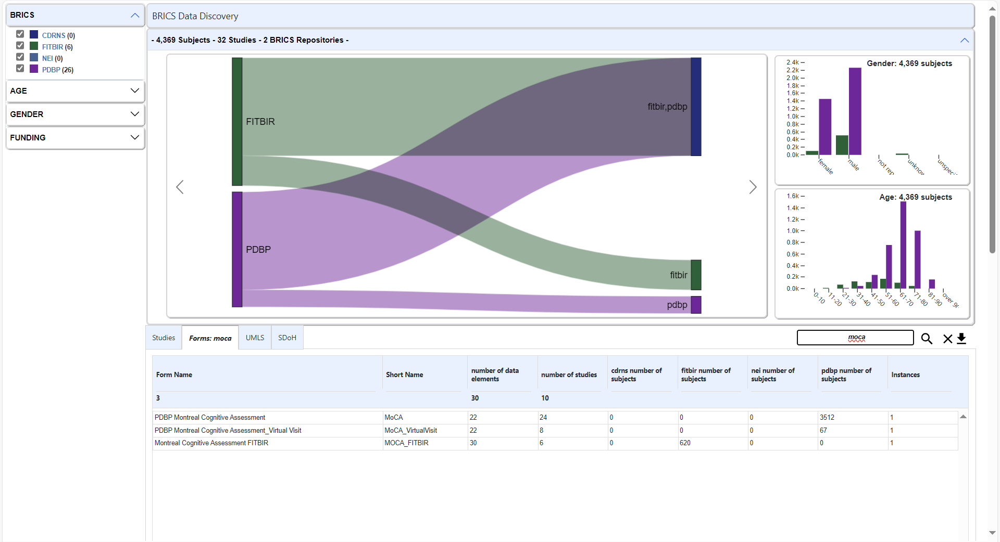 BRICS
CDRNS (0)
FITBIR (6)
NEI (0)
PDBP (26)
AGE
GENDER
FUNDING
BRICS Data Discovery
- 4,369 Subjects - 32 Studies - 2 BRICS Repositories -
FITBIR
PDBP
fitbir,pdbp
fitbir
pdbp
Gender: 4,369 subjects
2.4k
2.2k
2.0k
1.8k
1.6k
1.4k
1.2k
1.0k
0.8k
0.6k
0.4k
0.2k
0.0k
female
male
not rep
unknow
unspeci
Age: 4,369 subjects
1.6k
1.4k
1.2k
1.0k
0.8k
0.6k
0.4k
0.2k
0.0k
0-10
11-20
21-30
31-40
41-50
51-60
61-70
71-80
81-90
over 90
Studies
Forms: moca
UMLS
SDoH
moca
Form Name Short Name number of data elements number of studies cdrns number of subjects fitbir number of subjects nei number of subjects pdbp number of subjects Instances
3 30 10
PDBP Montreal Cognitive Assessment MoCA 22 24 0 0 0 3512 1
PDBP Montreal Cognitive Assessment_Virtual Visit MoCA_VirtualVisit 22 8 0 0 0 67 1
Montreal Cognitive Assessment FITBIR MOCA_FITBIR 30 6 0 620 0 0 1